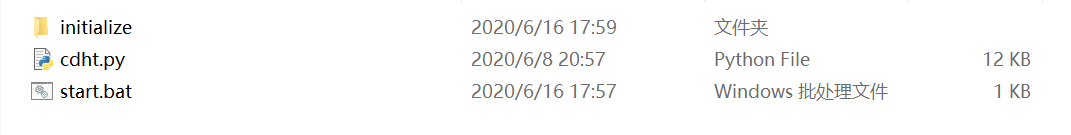 initialize 2020/6/16 17:59 文件夹
cdht.py 2020/6/8 20:57 Python File 12 KB
start.bat 2020/6/16 17:57 Windows 批处理文件 1 KB